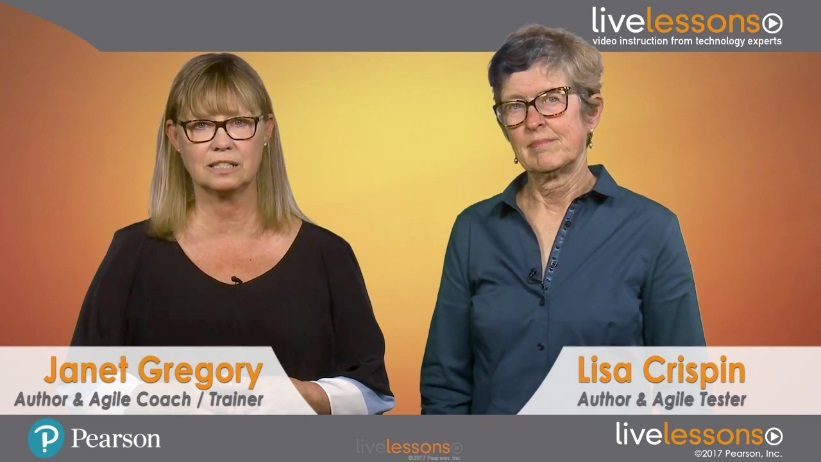 livelessons
video instruction from technology experts
Janet Gregory
Author & Agile Coach / Trainer
Lisa Crispin
Author & Agile Tester
P Pearson
livelessons
©2017 Pearson, Inc.
livelessons
©2017 Pearson, Inc.